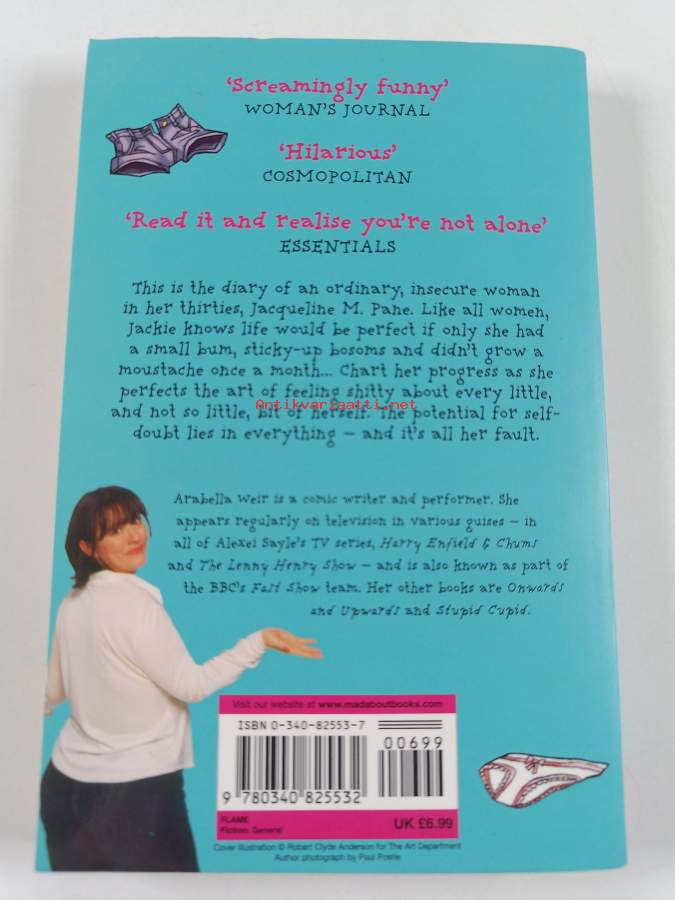 ‘Screamingly funny’
WOMAN'S JOURNAL
‘Hilarious’
COSMOPOLITAN
‘Read it and realise you're not alone’
ESSENTIALS
This is the diary of an ordinary, insecure woman
in her thirties, Jacqueline M. Pane. Like all women,
Jackie knows life would be perfect if only she had
a small bum, sticky-up bosoms and didn't grow a
moustache once a month... Chart her progress as she
perfects the art of feeling shitty about every little,
and not so little, bit of herself. The potential for self-
Antikvariaatti.net
doubt lies in everything – and it's all her fault.
Arabella Weir is a comic writer and performer. She
appears regularly on television in various guises – in
all of Alexei Sayle's TV series, Harry Enfield & Chums
and The Lenny Henry Show – and is also known as part of
the BBC's Fast Show team. Her other books are Onwards
and Upwards and Stupid Cupid.
Visit our website at www.madaboutbooks.com
ISBN 0-340-82553-7
00699
9 780340 825532
FLAME
Fiction: General
UK £6.99
Cover illustration © Robert Clyde Anderson for The Art Department
Author photograph by Paul Postle